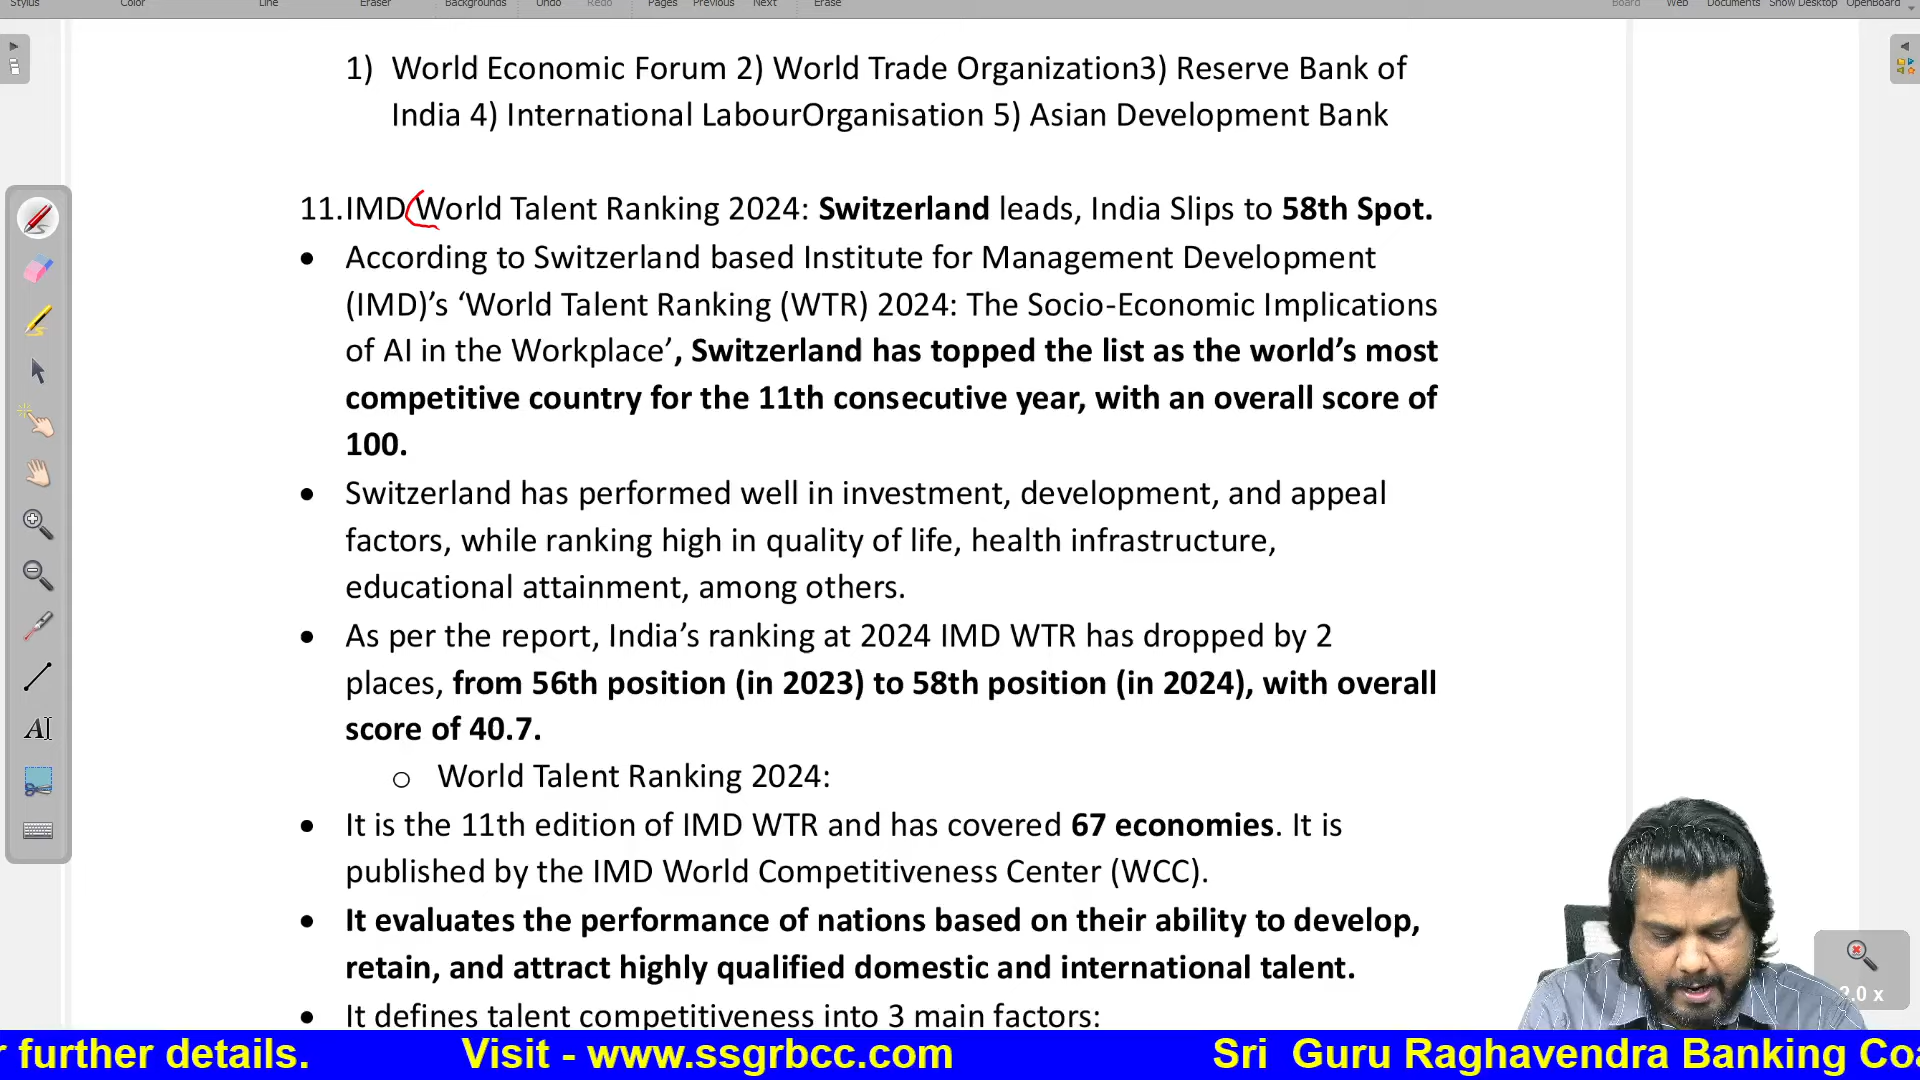 Stylus Color Line Eraser Backgrounds Undo Redo Pages Previous Next Erase Board Web Documents Show Desktop OpenBoard
1) World Economic Forum 2) World Trade Organization3) Reserve Bank of
India 4) International LabourOrganisation 5) Asian Development Bank
11.IMD World Talent Ranking 2024: Switzerland leads, India Slips to 58th Spot.
• According to Switzerland based Institute for Management Development
(IMD)’s ‘World Talent Ranking (WTR) 2024: The Socio-Economic Implications
of AI in the Workplace’, Switzerland has topped the list as the world’s most
competitive country for the 11th consecutive year, with an overall score of
100.
• Switzerland has performed well in investment, development, and appeal
factors, while ranking high in quality of life, health infrastructure,
educational attainment, among others.
• As per the report, India’s ranking at 2024 IMD WTR has dropped by 2
places, from 56th position (in 2023) to 58th position (in 2024), with overall
score of 40.7.
o World Talent Ranking 2024:
• It is the 11th edition of IMD WTR and has covered 67 economies. It is
published by the IMD World Competitiveness Center (WCC).
• It evaluates the performance of nations based on their ability to develop,
retain, and attract highly qualified domestic and international talent.
2.0 x
• It defines talent competitiveness into 3 main factors:
r further details. Visit - www.ssgrbcc.com Sri Guru Raghavendra Banking Coa